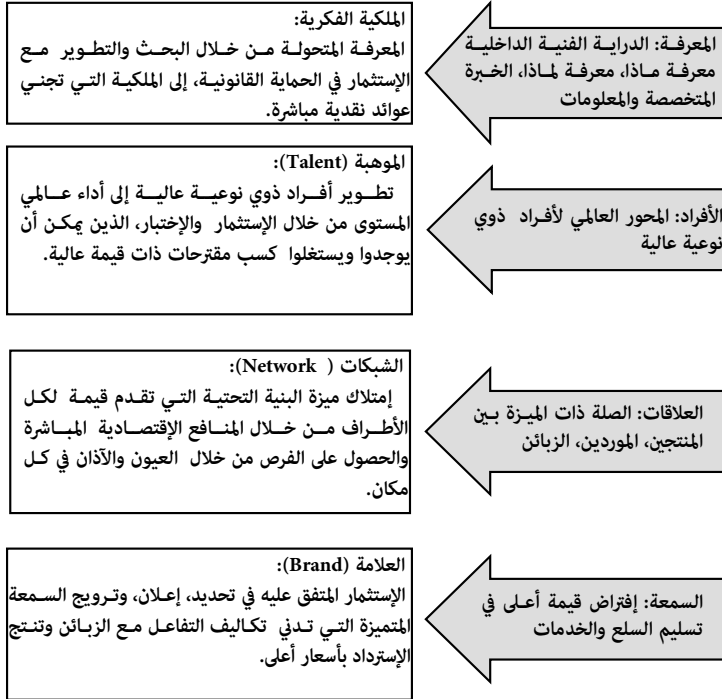 المعرفة: الدراية الفنية الداخلية
معرفة ماذا، معرفة لماذا، الخبرة
المتخصصة والمعلومات
الملكية الفكرية:
المعرفة المتحولة من خلال البحث والتطوير مع
الإستثمار في الحماية القانونية، إلى الملكية التي تجني
عوائد نقدية مباشرة.
الأفراد: المحور العالمي لأفراد ذوي
نوعية عالية
الموهبة (Talent):
تطوير أفراد ذوي نوعية عالية إلى أداء عالمي
المستوى من خلال الإستثمار والإختبار، الذين يمكن أن
يوجدوا ويستغلوا كسب مقترحات ذات قيمة عالية.
العلاقات: الصلة ذات الميزة بين
المنتجين، الموردين، الزبائن
الشبكات ( Network):
إمتلاك ميزة البنية التحتية التي تقدم قيمة لكل
الأطراف من خلال المنافع الإقتصادية المباشرة
والحصول على الفرص من خلال العيون والآذان في كل
مكان.
السمعة: إفتراض قيمة أعلى في
تسليم السلع والخدمات
العلامة (Brand):
الإستثمار المتفق عليه في تحديد، إعلان، وترويج السمعة
المتميزة التي تدني تكاليف التفاعل مع الزبائن وتنتج
الإسترداد بأسعار أعلى.